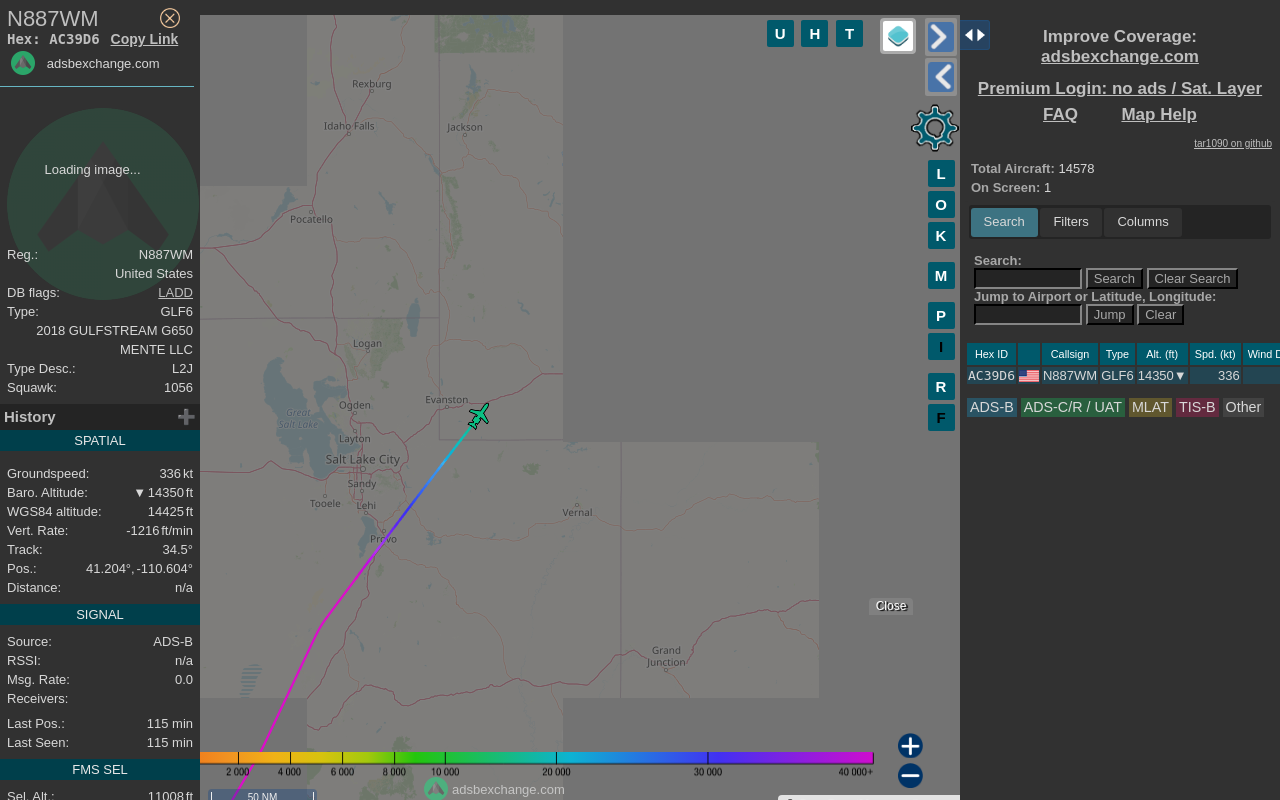 N887WM
Hex: AC39D6 Copy Link
adsbexchange.com
Loading image...
Reg.: N887WM
United States
DB flags: LADD
Type: GLF6
2018 GULFSTREAM G650
MENTE LLC
Type Desc.: L2J
Squawk: 1056
History
SPATIAL
Groundspeed: 336 kt
Baro. Altitude: ▼ 14350 ft
WGS84 altitude: 14425 ft
Vert. Rate: -1216 ft/min
Track: 34.5°
Pos.: 41.204°, -110.604°
Distance: n/a
SIGNAL
Source: ADS-B
RSSI: n/a
Msg. Rate: 0.0
Receivers:
Last Pos.: 115 min
Last Seen: 115 min
FMS SEL
Sel. Alt.: 11008 ft
Rexburg
Idaho Falls
Jackson
Pocatello
Logan
Evanston
Ogden
Great
Salt Lake
Layton
Salt Lake City
Sandy
Tooele
Lehi
Vernal
Provo
Grand
Junction
2 000 4 000 6 000 8 000 10 000 20 000 30 000 40 000+
adsbexchange.com
50 NM
U H T
L
O
K
M
P
I
R
F
Close
Improve Coverage:
adsbexchange.com
Premium Login: no ads / Sat. Layer
FAQ Map Help
tar1090 on github
Total Aircraft: 14578
On Screen: 1
Search Filters Columns
Search:
Search Clear Search
Jump to Airport or Latitude, Longitude:
Jump Clear
Hex ID Callsign Type Alt. (ft) Spd. (kt) Wind D
AC39D6 N887WM GLF6 14350▼ 336
ADS-B ADS-C/R / UAT MLAT TIS-B Other